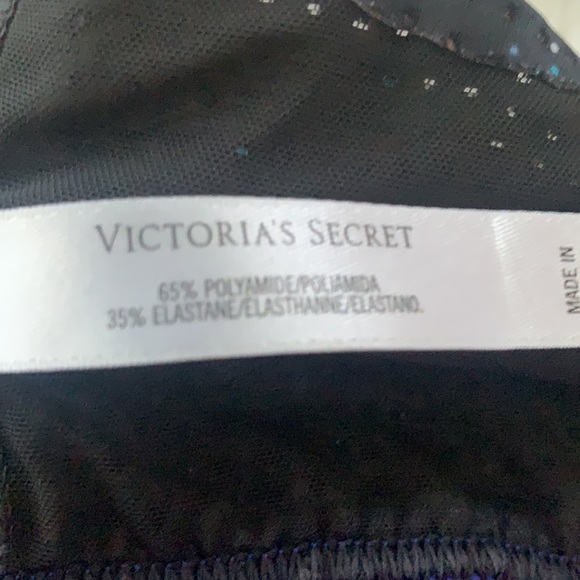 VICTORIA'S SECRET
65% POLYAMIDE/POLIAMIDA
35% ELASTANE/ELASTHANNE/ELASTANO.
MADE IN